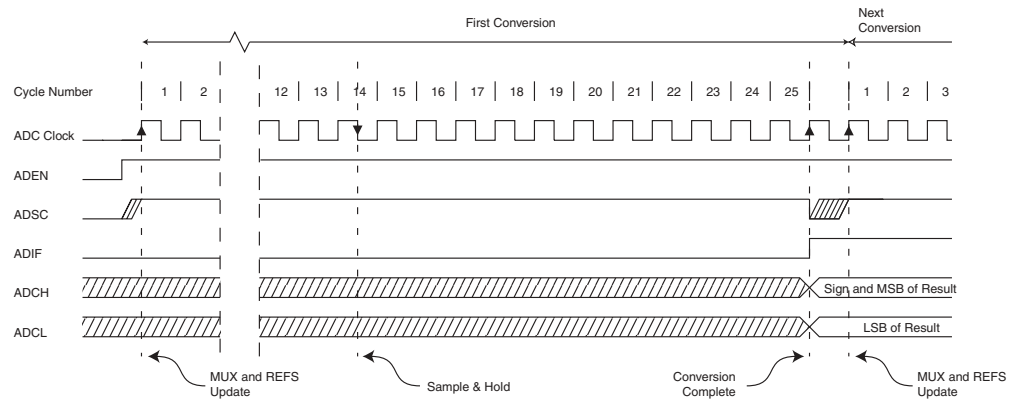 First Conversion
Next
Conversion
Cycle Number 1 2 12 13 14 15 16 17 18 19 20 21 22 23 24 25 1 2 3
ADC Clock
ADEN
ADSC
ADIF
ADCH Sign and MSB of Result
ADCL LSB of Result
MUX and REFS
Update
Sample & Hold
Conversion
Complete
MUX and REFS
Update